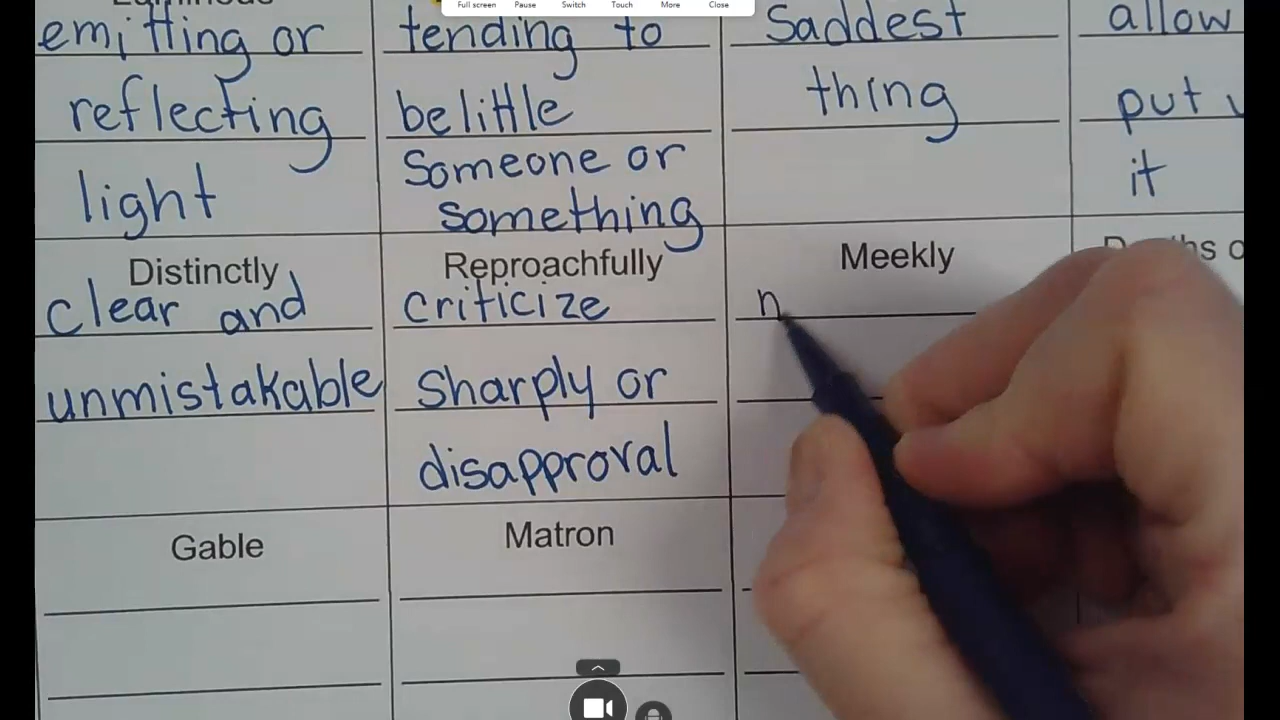 Full screen Pause Switch Touch More Close
emitting or
reflecting
light
tending to
belittle
Someone or
something
Saddest
thing
allow
put
it
Distinctly
clear and
unmistakable
Reproachfully
criticize
sharply or
disapproval
Meekly
n
Gable
Matron